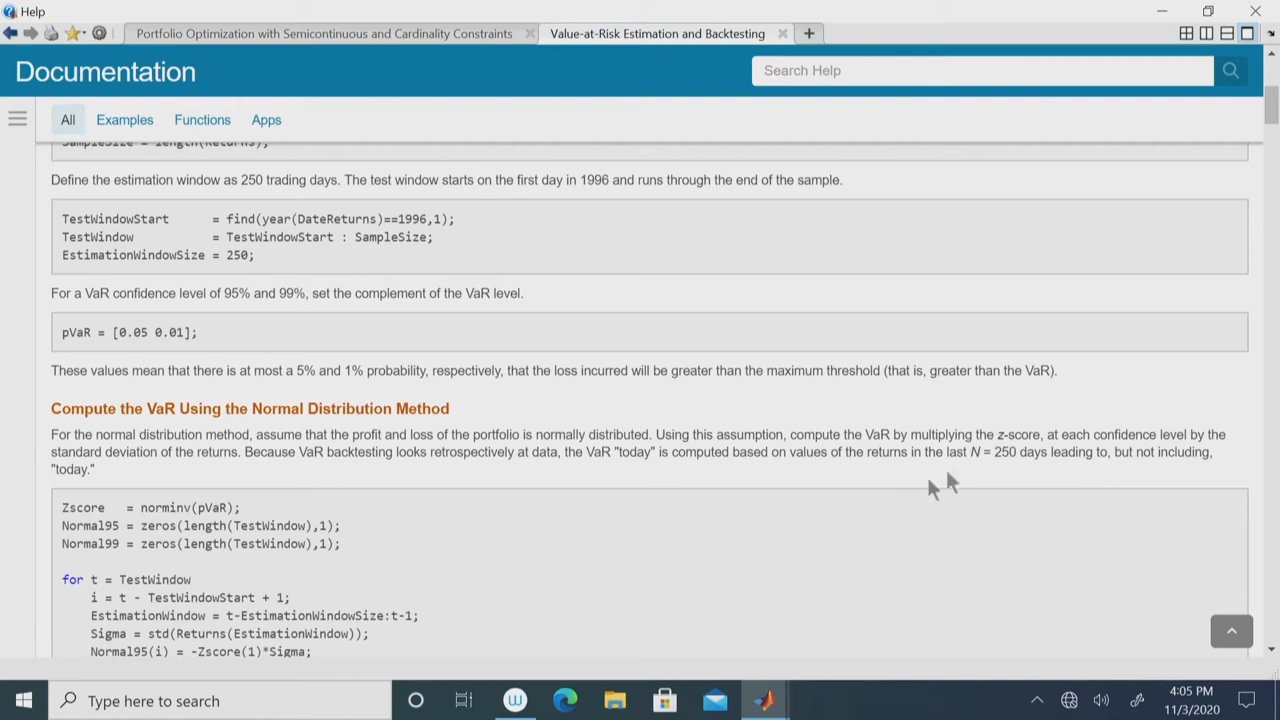 Help
Portfolio Optimization with Semicontinuous and Cardinality Constraints
Value-at-Risk Estimation and Backtesting
Documentation
Search Help
All
Examples
Functions
Apps
SampleSize = length(Returns);
Define the estimation window as 250 trading days. The test window starts on the first day in 1996 and runs through the end of the sample.
TestWindowStart = find(year(DateReturns)==1996,1);
TestWindow = TestWindowStart : SampleSize;
EstimationWindowSize = 250;
For a VaR confidence level of 95% and 99%, set the complement of the VaR level.
pVaR = [0.05 0.01];
These values mean that there is at most a 5% and 1% probability, respectively, that the loss incurred will be greater than the maximum threshold (that is, greater than the VaR).
Compute the VaR Using the Normal Distribution Method
For the normal distribution method, assume that the profit and loss of the portfolio is normally distributed. Using this assumption, compute the VaR by multiplying the z-score, at each confidence level by the
standard deviation of the returns. Because VaR backtesting looks retrospectively at data, the VaR "today" is computed based on values of the returns in the last N = 250 days leading to, but not including,
"today."
Zscore = norminv(pVaR);
Normal95 = zeros(length(TestWindow),1);
Normal99 = zeros(length(TestWindow),1);
for t = TestWindow
i = t - TestWindowStart + 1;
EstimationWindow = t-EstimationWindowSize:t-1;
Sigma = std(Returns(EstimationWindow));
Normal95(i) = -Zscore(1)*Sigma;
Type here to search
4:05 PM
11/3/2020